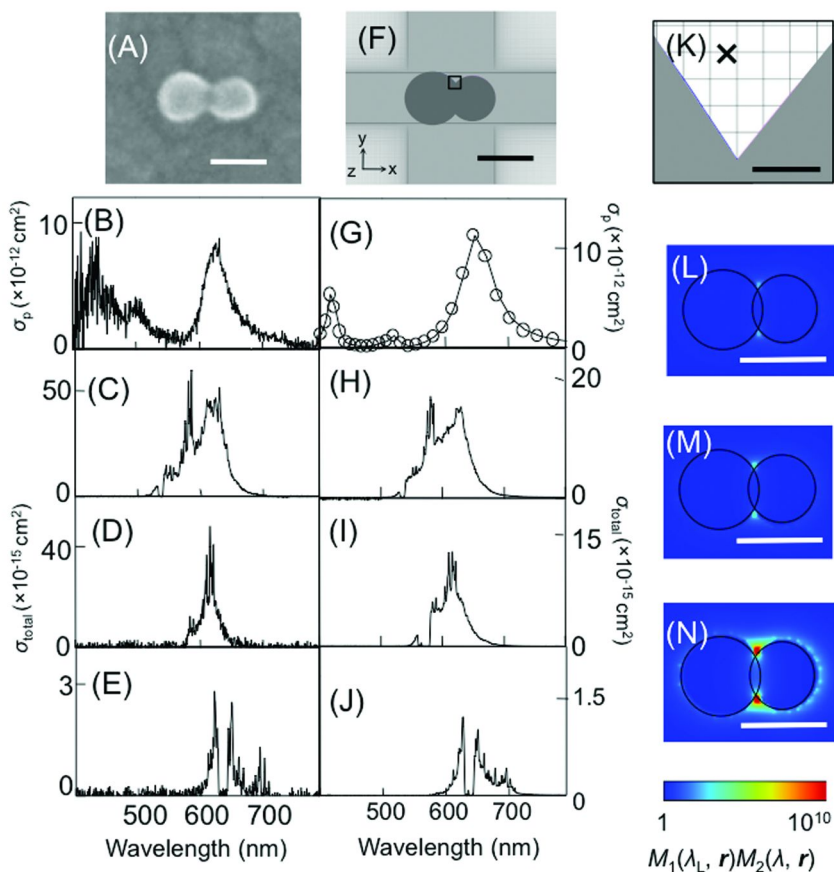 (A)
(F)
y
z
x
(K)
(B)
10
0
σp (×10-12 cm2)
(G)
10
0
σp (×10-12 cm2)
(L)
(C)
50
0
(H)
20
0
(M)
(D)
40
0
σtotal (×10-15 cm2)
(I)
15
0
σtotal (×10-15 cm2)
(N)
(E)
3
0
(J)
1.5
0
500 600 700
500 600 700
Wavelength (nm)
Wavelength (nm)
1 1010
M1(λL, r)M2(λ, r)